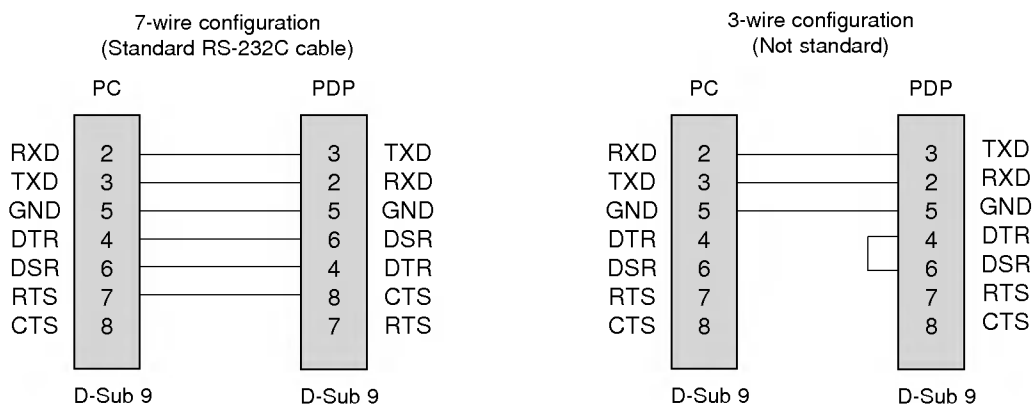 7-wire configuration
(Standard RS-232C cable)
PC PDP
RXD 2 3 TXD
TXD 3 2 RXD
GND 5 5 GND
DTR 4 6 DSR
DSR 6 4 DTR
RTS 7 8 CTS
CTS 8 7 RTS
D-Sub 9 D-Sub 9
3-wire configuration
(Not standard)
PC PDP
RXD 2 3 TXD
TXD 3 2 RXD
GND 5 5 GND
DTR 4 4 DTR
DSR 6 6 DSR
RTS 7 7 RTS
CTS 8 8 CTS
D-Sub 9 D-Sub 9